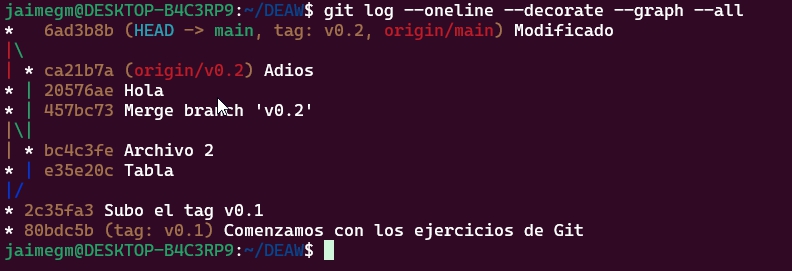 jaimegm@DESKTOP-B4C3RP9:~/DEAW$ git log --oneline --decorate --graph --all
*   6ad3b8b (HEAD -> main, tag: v0.2, origin/main) Modificado
|\
| * ca21b7a (origin/v0.2) Adios
* | 20576ae Hola
* | 457bc73 Merge branch 'v0.2'
|\|
| * bc4c3fe Archivo 2
* | e35e20c Tabla
|/
* 2c35fa3 Subo el tag v0.1
* 80bdc5b (tag: v0.1) Comenzamos con los ejercicios de Git
jaimegm@DESKTOP-B4C3RP9:~/DEAW$